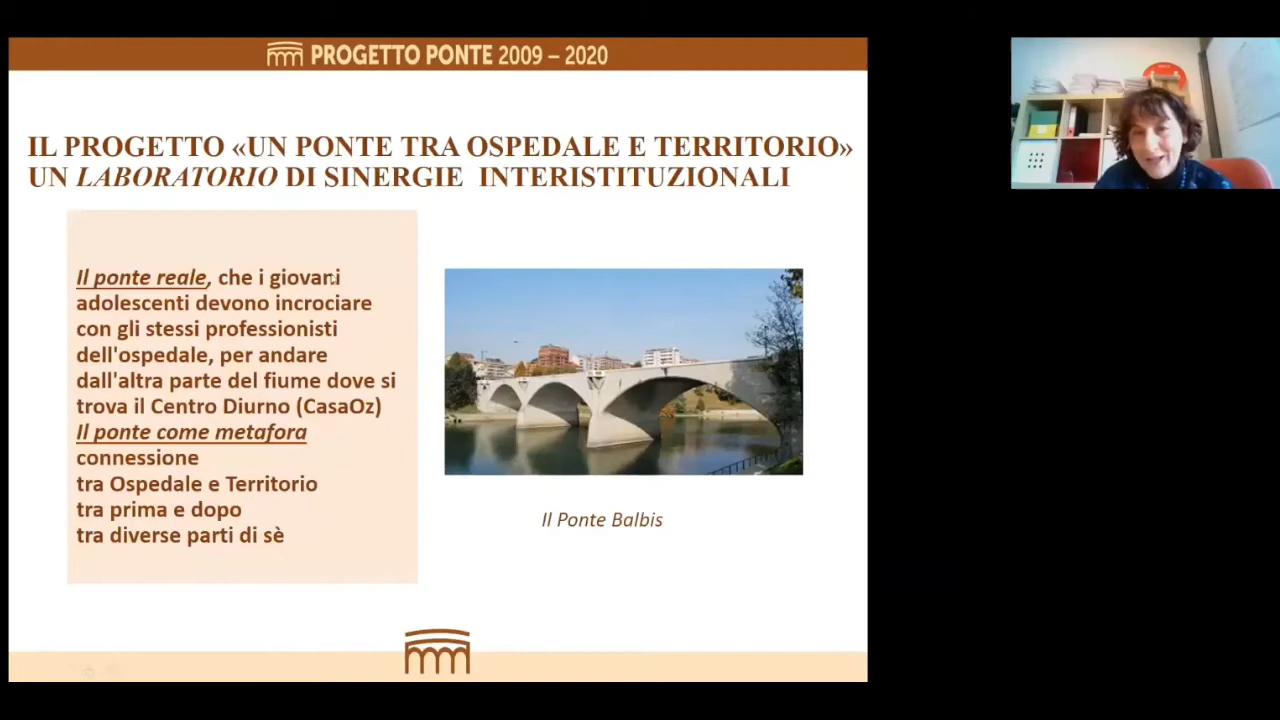 PROGETTO PONTE 2009 – 2020
IL PROGETTO «UN PONTE TRA OSPEDALE E TERRITORIO»
UN LABORATORIO DI SINERGIE INTERISTITUZIONALI
Il ponte reale, che i giovani
adolescenti devono incrociare
con gli stessi professionisti
dell'ospedale, per andare
dall'altra parte del fiume dove si
trova il Centro Diurno (CasaOz)
Il ponte come metafora
connessione
tra Ospedale e Territorio
tra prima e dopo
tra diverse parti di sè
Il Ponte Balbis